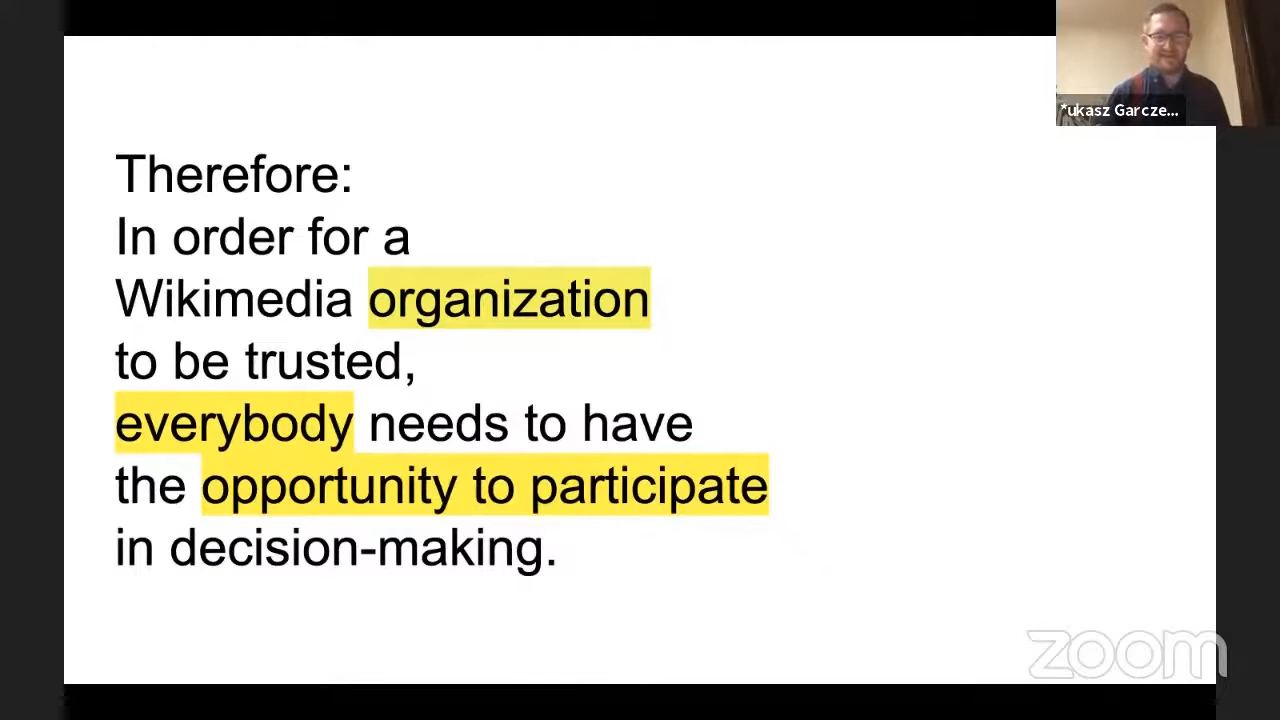 Therefore:
In order for a
Wikimedia organization
to be trusted,
everybody needs to have
the opportunity to participate
in decision-making.
*ukasz Garcze...
zoom